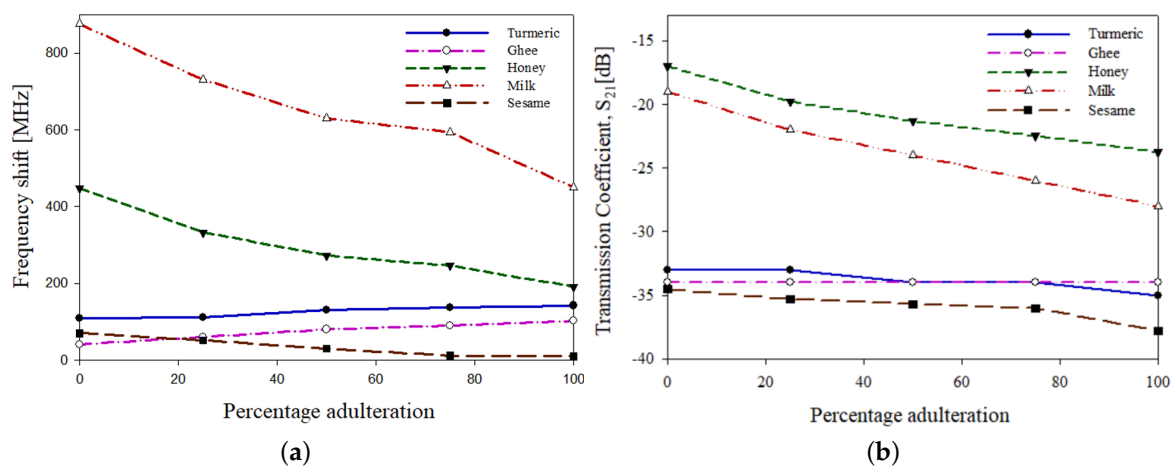 Frequency shift [MHz]
800
600
400
200
0
0 20 40 60 80 100
Percentage adulteration
Turmeric
Ghee
Honey
Milk
Sesame
(a)
Transmission Coefficient, S21[dB]
-15
-20
-25
-30
-35
-40
0 20 40 60 80 100
Percentage adulteration
Turmeric
Ghee
Honey
Milk
Sesame
(b)